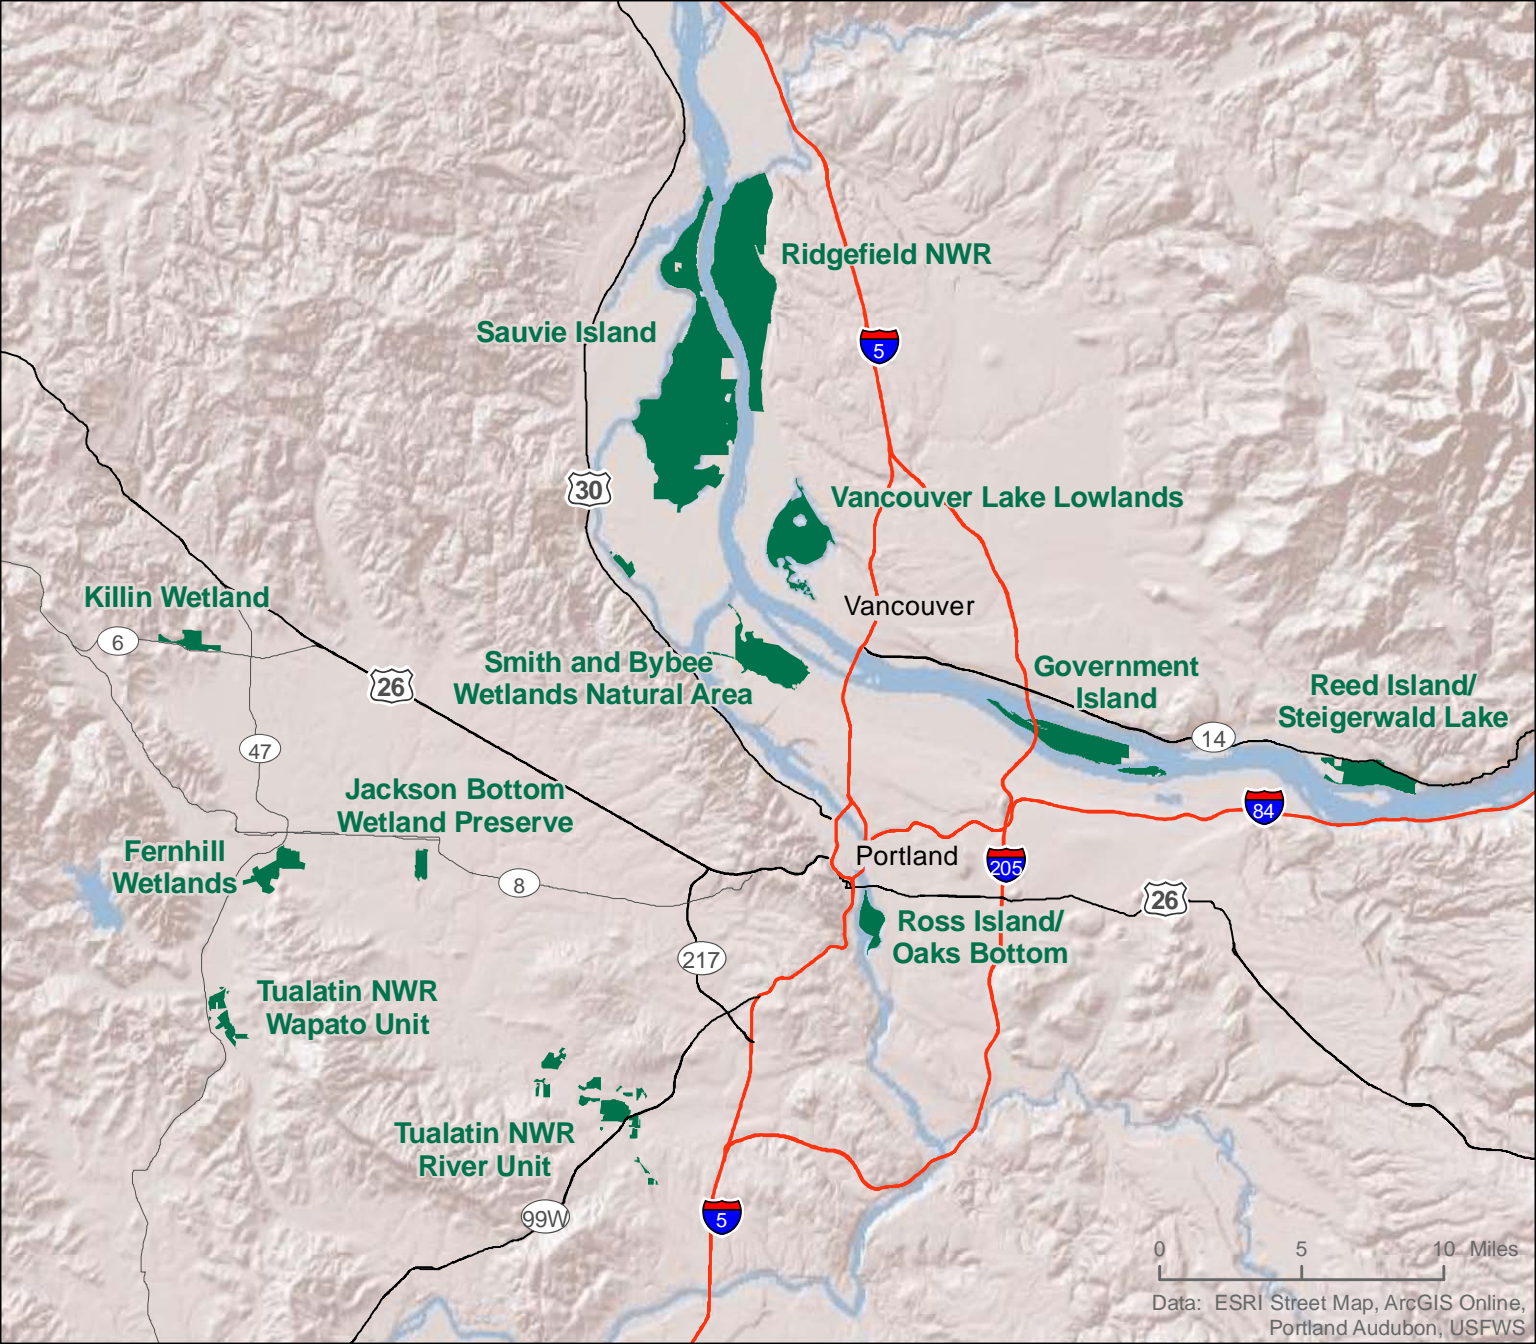 Ridgefield NWR
Sauvie Island
5
30
Vancouver Lake Lowlands
Killin Wetland
Vancouver
6
Smith and Bybee
Wetlands Natural Area
Government
Island
Reed Island/
Steigerwald Lake
26
47
14
Jackson Bottom
Wetland Preserve
84
Fernhill
Wetlands
Portland
205
8
26
Ross Island/
Oaks Bottom
217
Tualatin NWR
Wapato Unit
Tualatin NWR
River Unit
99W
5
0 5 10 Miles
Data: ESRI Street Map, ArcGIS Online,
Portland Audubon, USFWS